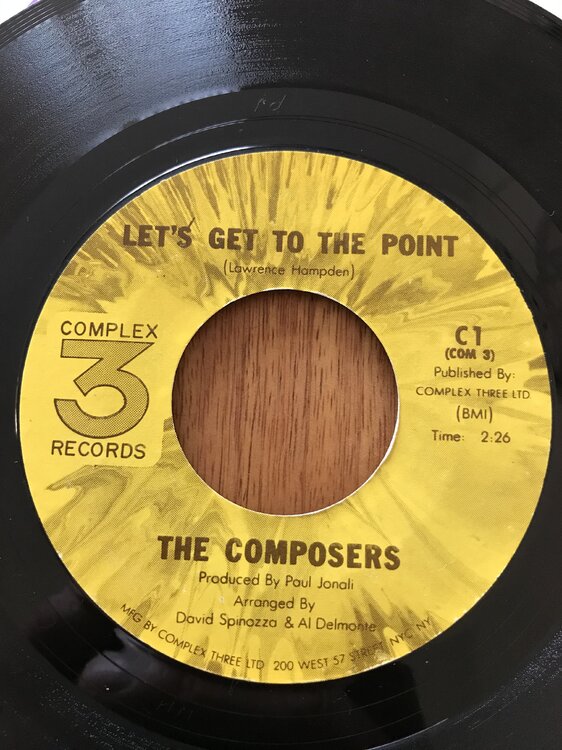 LET'S GET TO THE POINT
(Lawrence Hampden)
COMPLEX
3
RECORDS
C1
(COM 3)
Published By:
COMPLEX THREE LTD
(BMI)
Time: 2:26
THE COMPOSERS
Produced By Paul Jonali
Arranged By
David Spinozza & Al Delmonte
MFG BY COMPLEX THREE LTD 200 WEST 57 STREET NYC NY